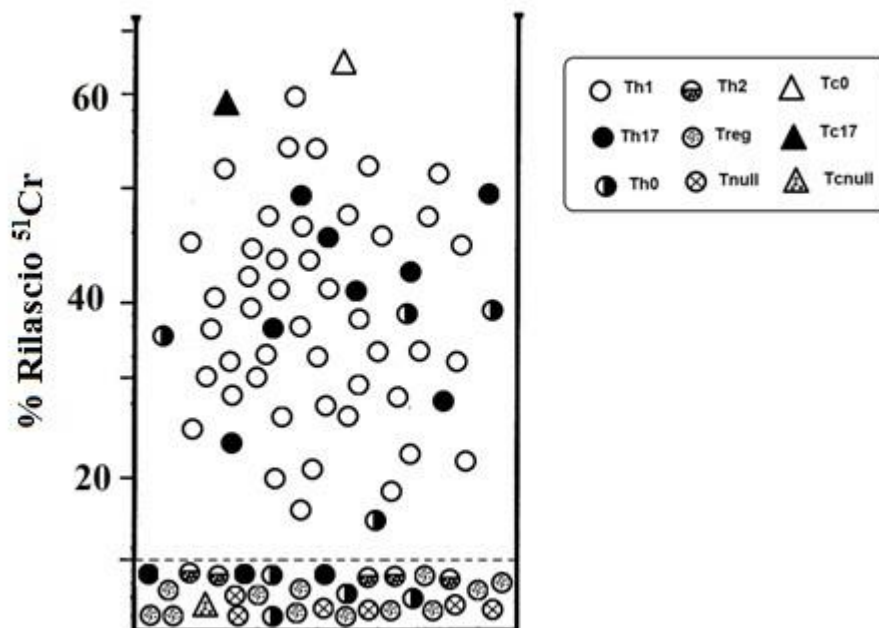 % Rilascio ⁵¹Cr
60
40
20
Th1 Th2 Tc0
Th17 Treg Tc17
Th0 Tnull Tcnull